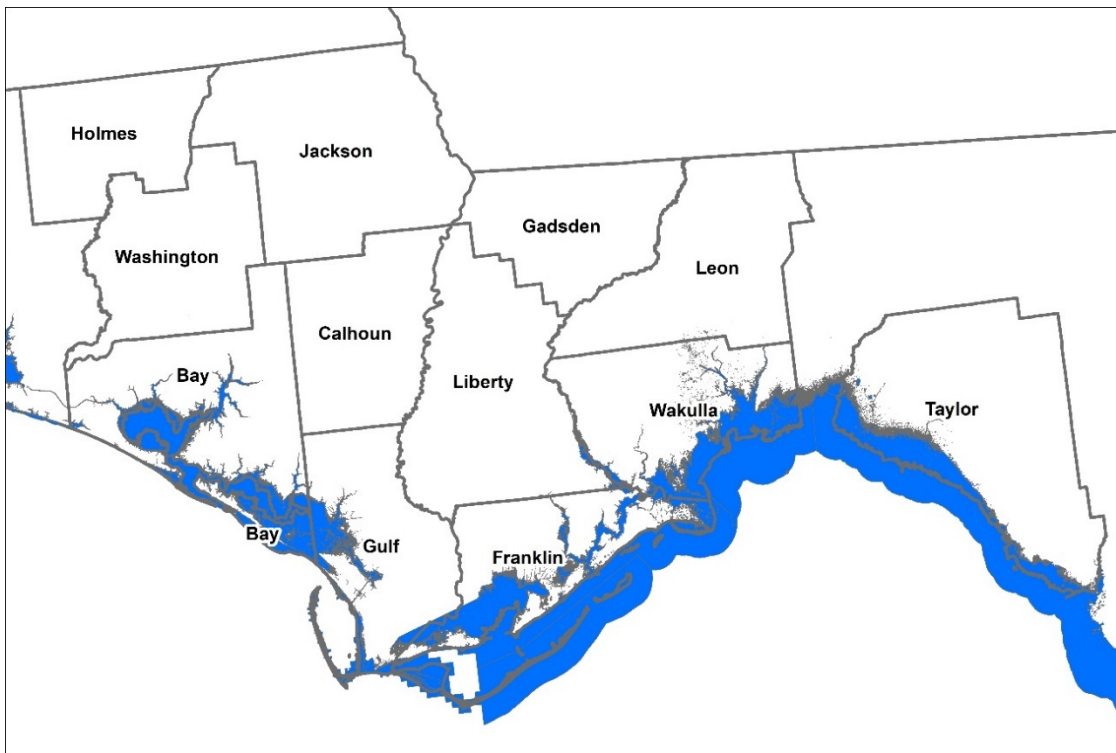 Holmes
Jackson
Gadsden
Washington
Leon
Calhoun
Bay
Liberty
Wakulla
Taylor
Bay
Gulf
Franklin